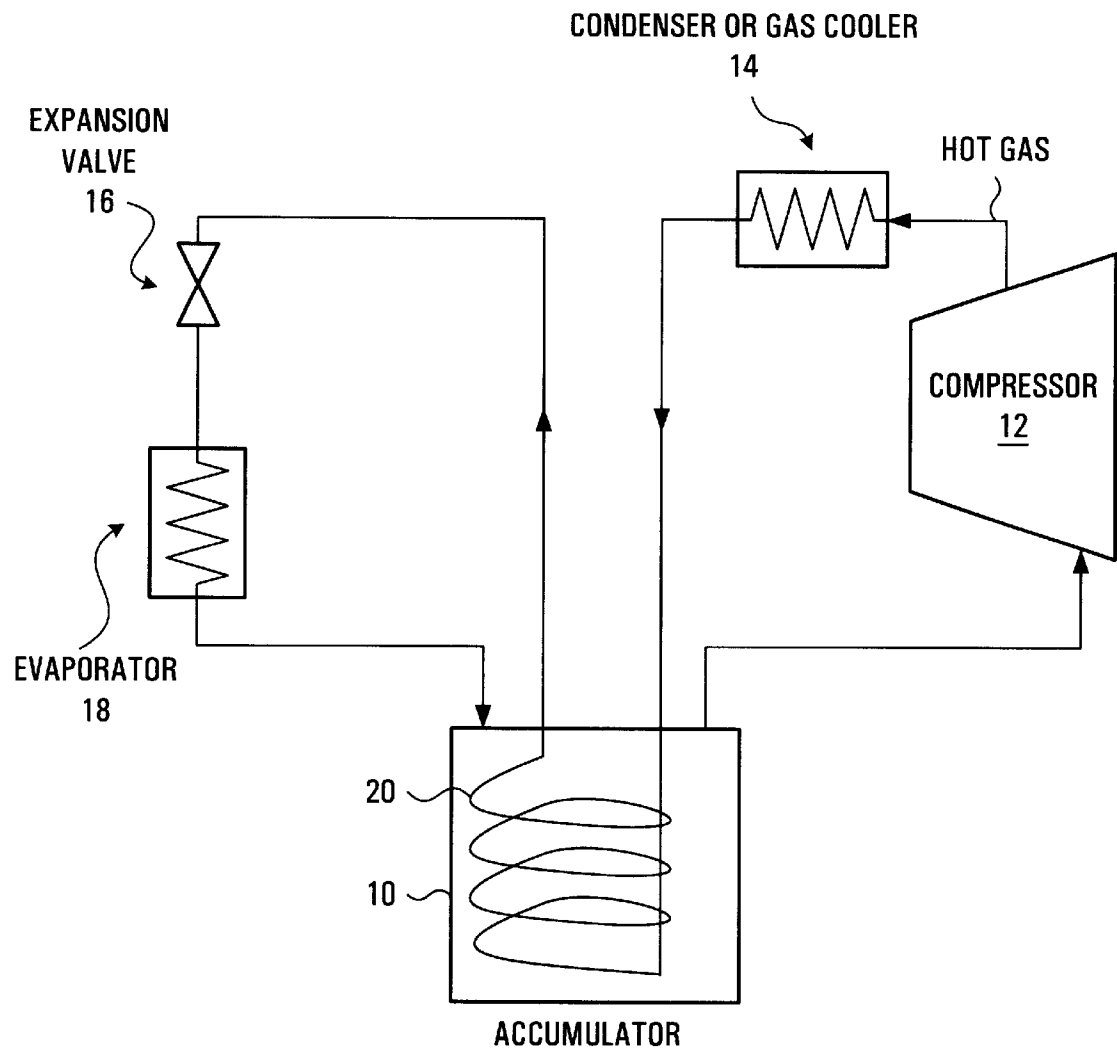 CONDENSER OR GAS COOLER
14
EXPANSION
VALVE
16
HOT GAS
COMPRESSOR
12
EVAPORATOR
18
20
10
ACCUMULATOR